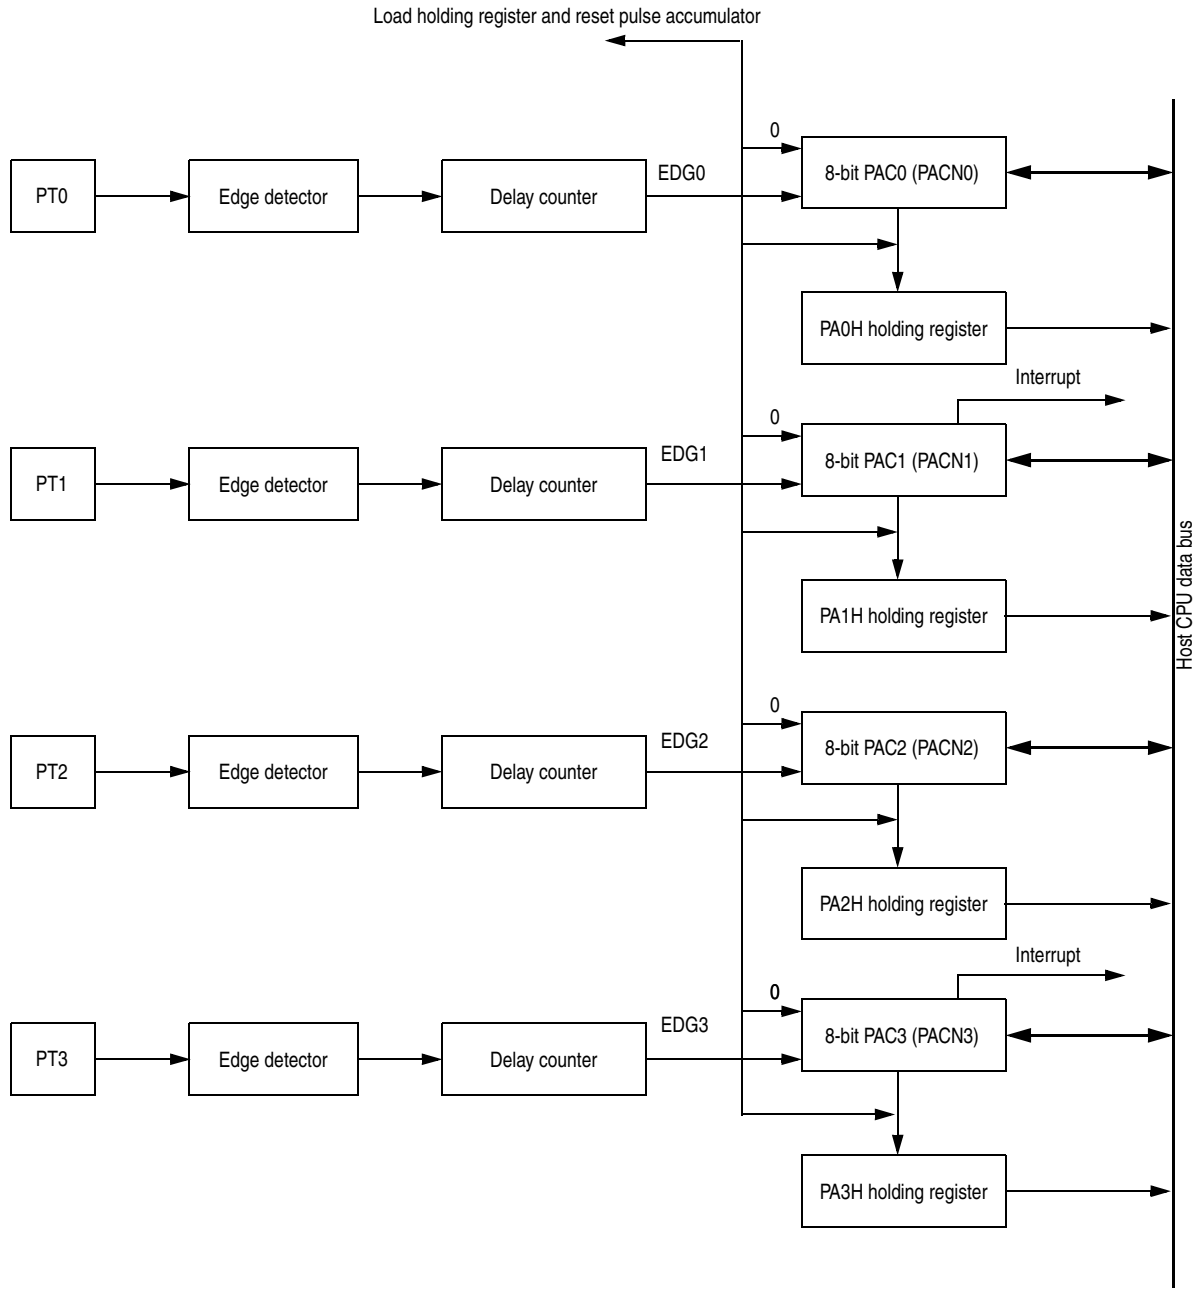 Load holding register and reset pulse accumulator
0
EDG0
PT0
Edge detector
Delay counter
8-bit PAC0 (PACN0)
PA0H holding register
Interrupt
0
EDG1
PT1
Edge detector
Delay counter
8-bit PAC1 (PACN1)
PA1H holding register
Host CPU data bus
0
EDG2
PT2
Edge detector
Delay counter
8-bit PAC2 (PACN2)
PA2H holding register
Interrupt
0
EDG3
PT3
Edge detector
Delay counter
8-bit PAC3 (PACN3)
PA3H holding register